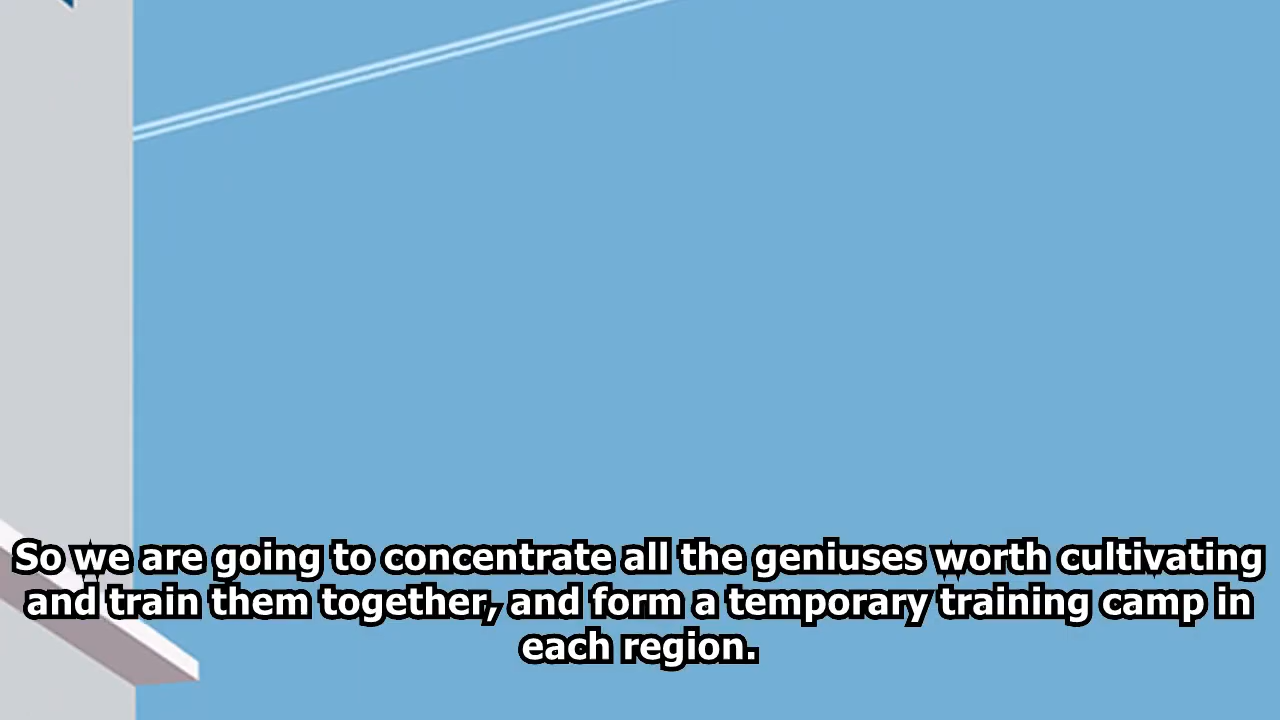 So we are going to concentrate all the geniuses worth cultivating
and train them together, and form a temporary training camp in
each region.